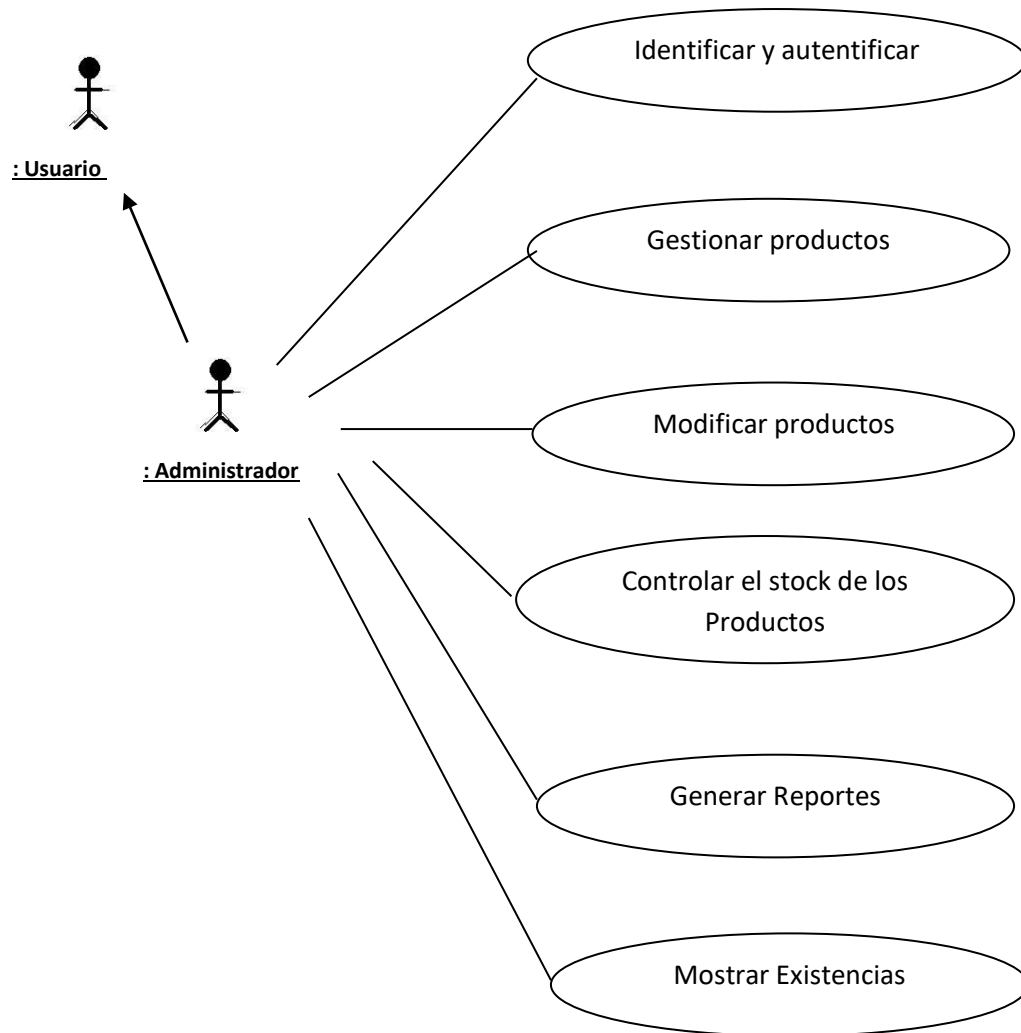 Identificar y autentificar
: Usuario
Gestionar productos
Modificar productos
: Administrador
Controlar el stock de los
Productos
Generar Reportes
Mostrar Existencias